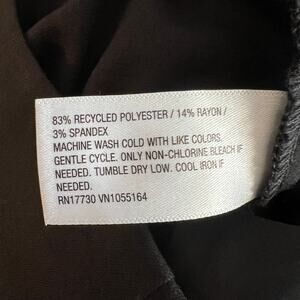 83% RECYCLED POLYESTER / 14% RAYON /
3% SPANDEX
MACHINE WASH COLD WITH LIKE COLORS.
GENTLE CYCLE. ONLY NON-CHLORINE BLEACH IF
NEEDED. TUMBLE DRY LOW. COOL IRON IF
NEEDED.
RN17730 VN1055164